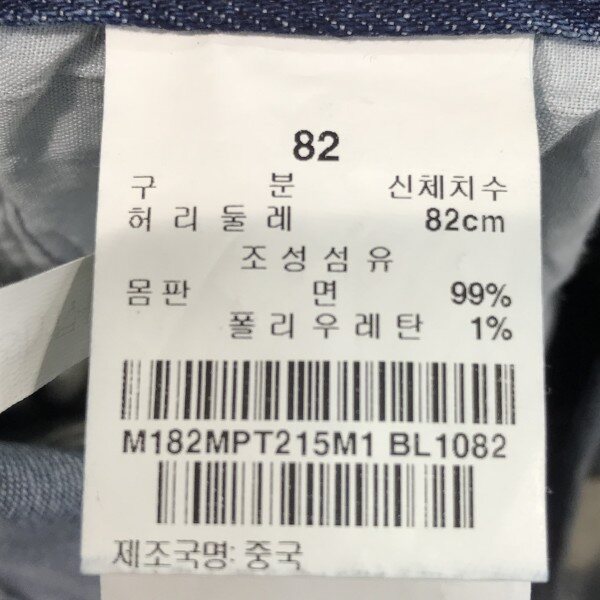 82
구 분 신체치수
허리둘레 82cm
조성섬유
몸판 면 99%
폴리우레탄 1%
M182MPT215M1 BL1082
제조국명: 중국